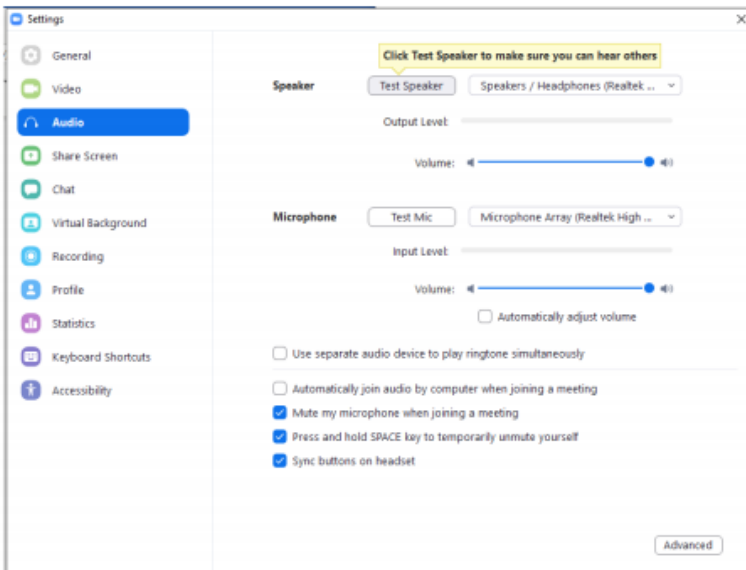 Settings
General
Video
Audio
Share Screen
Chat
Virtual Background
Recording
Profile
Statistics
Keyboard Shortcuts
Accessibility
Click Test Speaker to make sure you can hear others
Speaker Test Speaker Speakers / Headphones (Realtek ...
Output Level:
Volume:
Microphone Test Mic Microphone Array (Realtek High ...
Input Level:
Volume:
Automatically adjust volume
Use separate audio device to play ringtone simultaneously
Automatically join audio by computer when joining a meeting
Mute my microphone when joining a meeting
Press and hold SPACE key to temporarily unmute yourself
Sync buttons on headset
Advanced